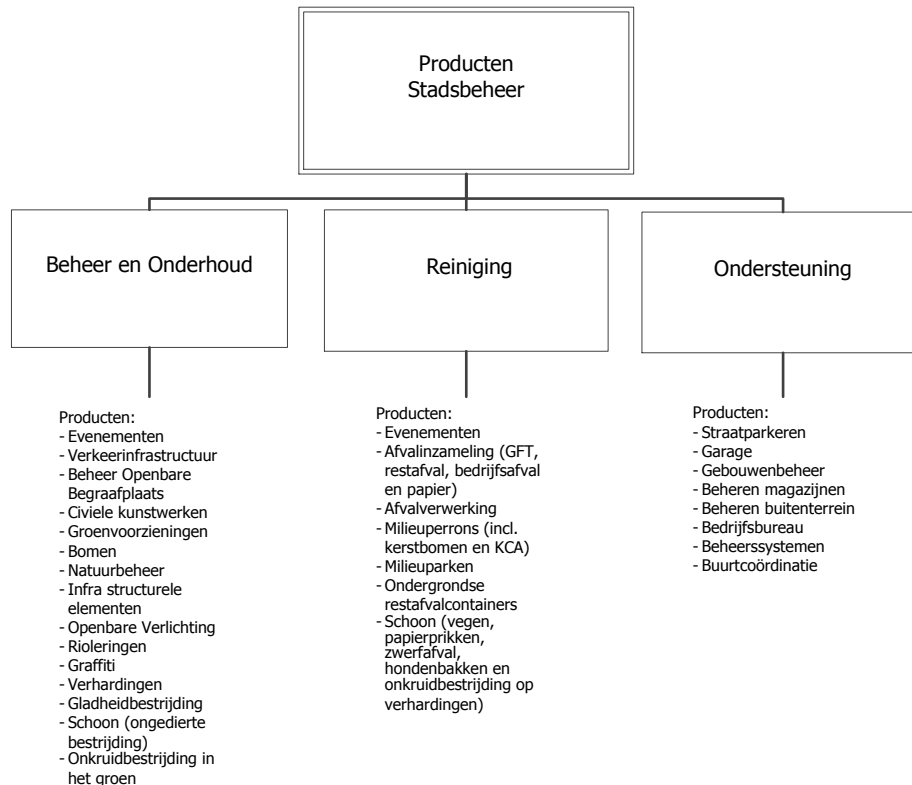 Producten
Stadsbeheer
Beheer en Onderhoud
Reiniging
Ondersteuning
Producten:
- Evenementen
- Verkeerinfrastructuur
- Beheer Openbare
Begraafplaats
- Civiele kunstwerken
- Groenvoorzieningen
- Bomen
- Natuurbeheer
- Infra structurele
elementen
- Openbare Verlichting
- Rioleringen
- Graffiti
- Verhardingen
- Gladheidbestrijding
- Schoon (ongedierte
bestrijding)
- Onkruidbestrijding in
het groen
Producten:
- Evenementen
- Afvalinzameling (GFT,
restafval, bedrijfsafval
en papier)
- Afvalverwerking
- Milieuperrons (incl.
kerstbomen en KCA)
- Milieuparken
- Ondergrondse
restafvalcontainers
- Schoon (vegen,
papierprikken,
zwerfafval,
hondenbakken en
onkruidbestrijding op
verhardingen)
Producten:
- Straatparkeren
- Garage
- Gebouwenbeheer
- Beheren magazijnen
- Beheren buitenterrein
- Bedrijfsbureau
- Beheerssystemen
- Buurtcoördinatie